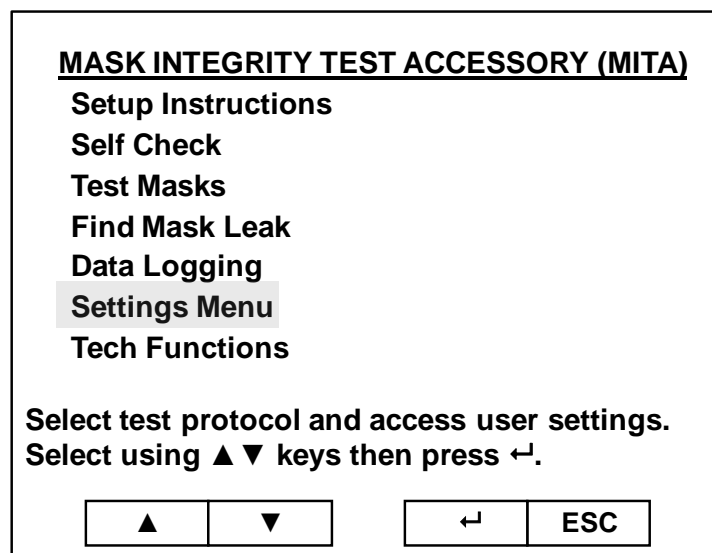 MASK INTEGRITY TEST ACCESSORY (MITA)
Setup Instructions
Self Check
Test Masks
Find Mask Leak
Data Logging
Settings Menu
Tech Functions
Select test protocol and access user settings.
Select using ▲▼ keys then press ↵.
▲ ▼ ↵ ESC